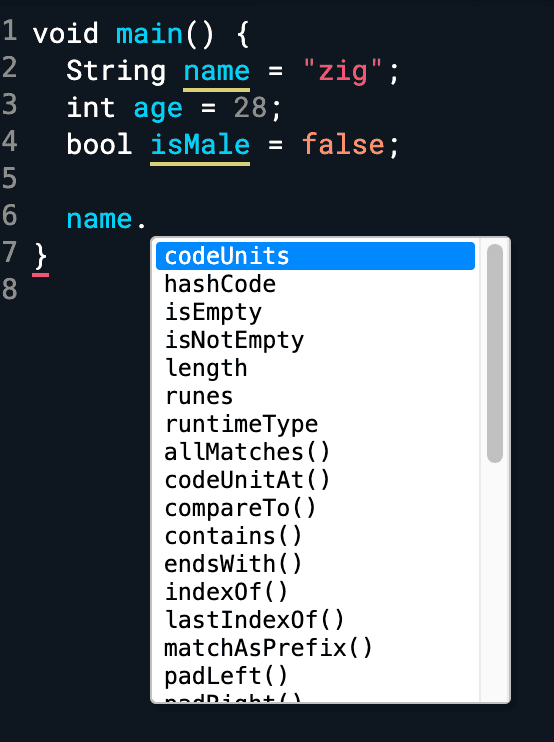 1 void main() {
2 String name = "zig";
3 int age = 28;
4 bool isMale = false;
5
6 name.
7 }
8
codeUnits
hashCode
isEmpty
isNotEmpty
length
runes
runtimeType
allMatches()
codeUnitAt()
compareTo()
contains()
endsWith()
indexOf()
lastIndexOf()
matchAsPrefix()
padLeft()
padRight()